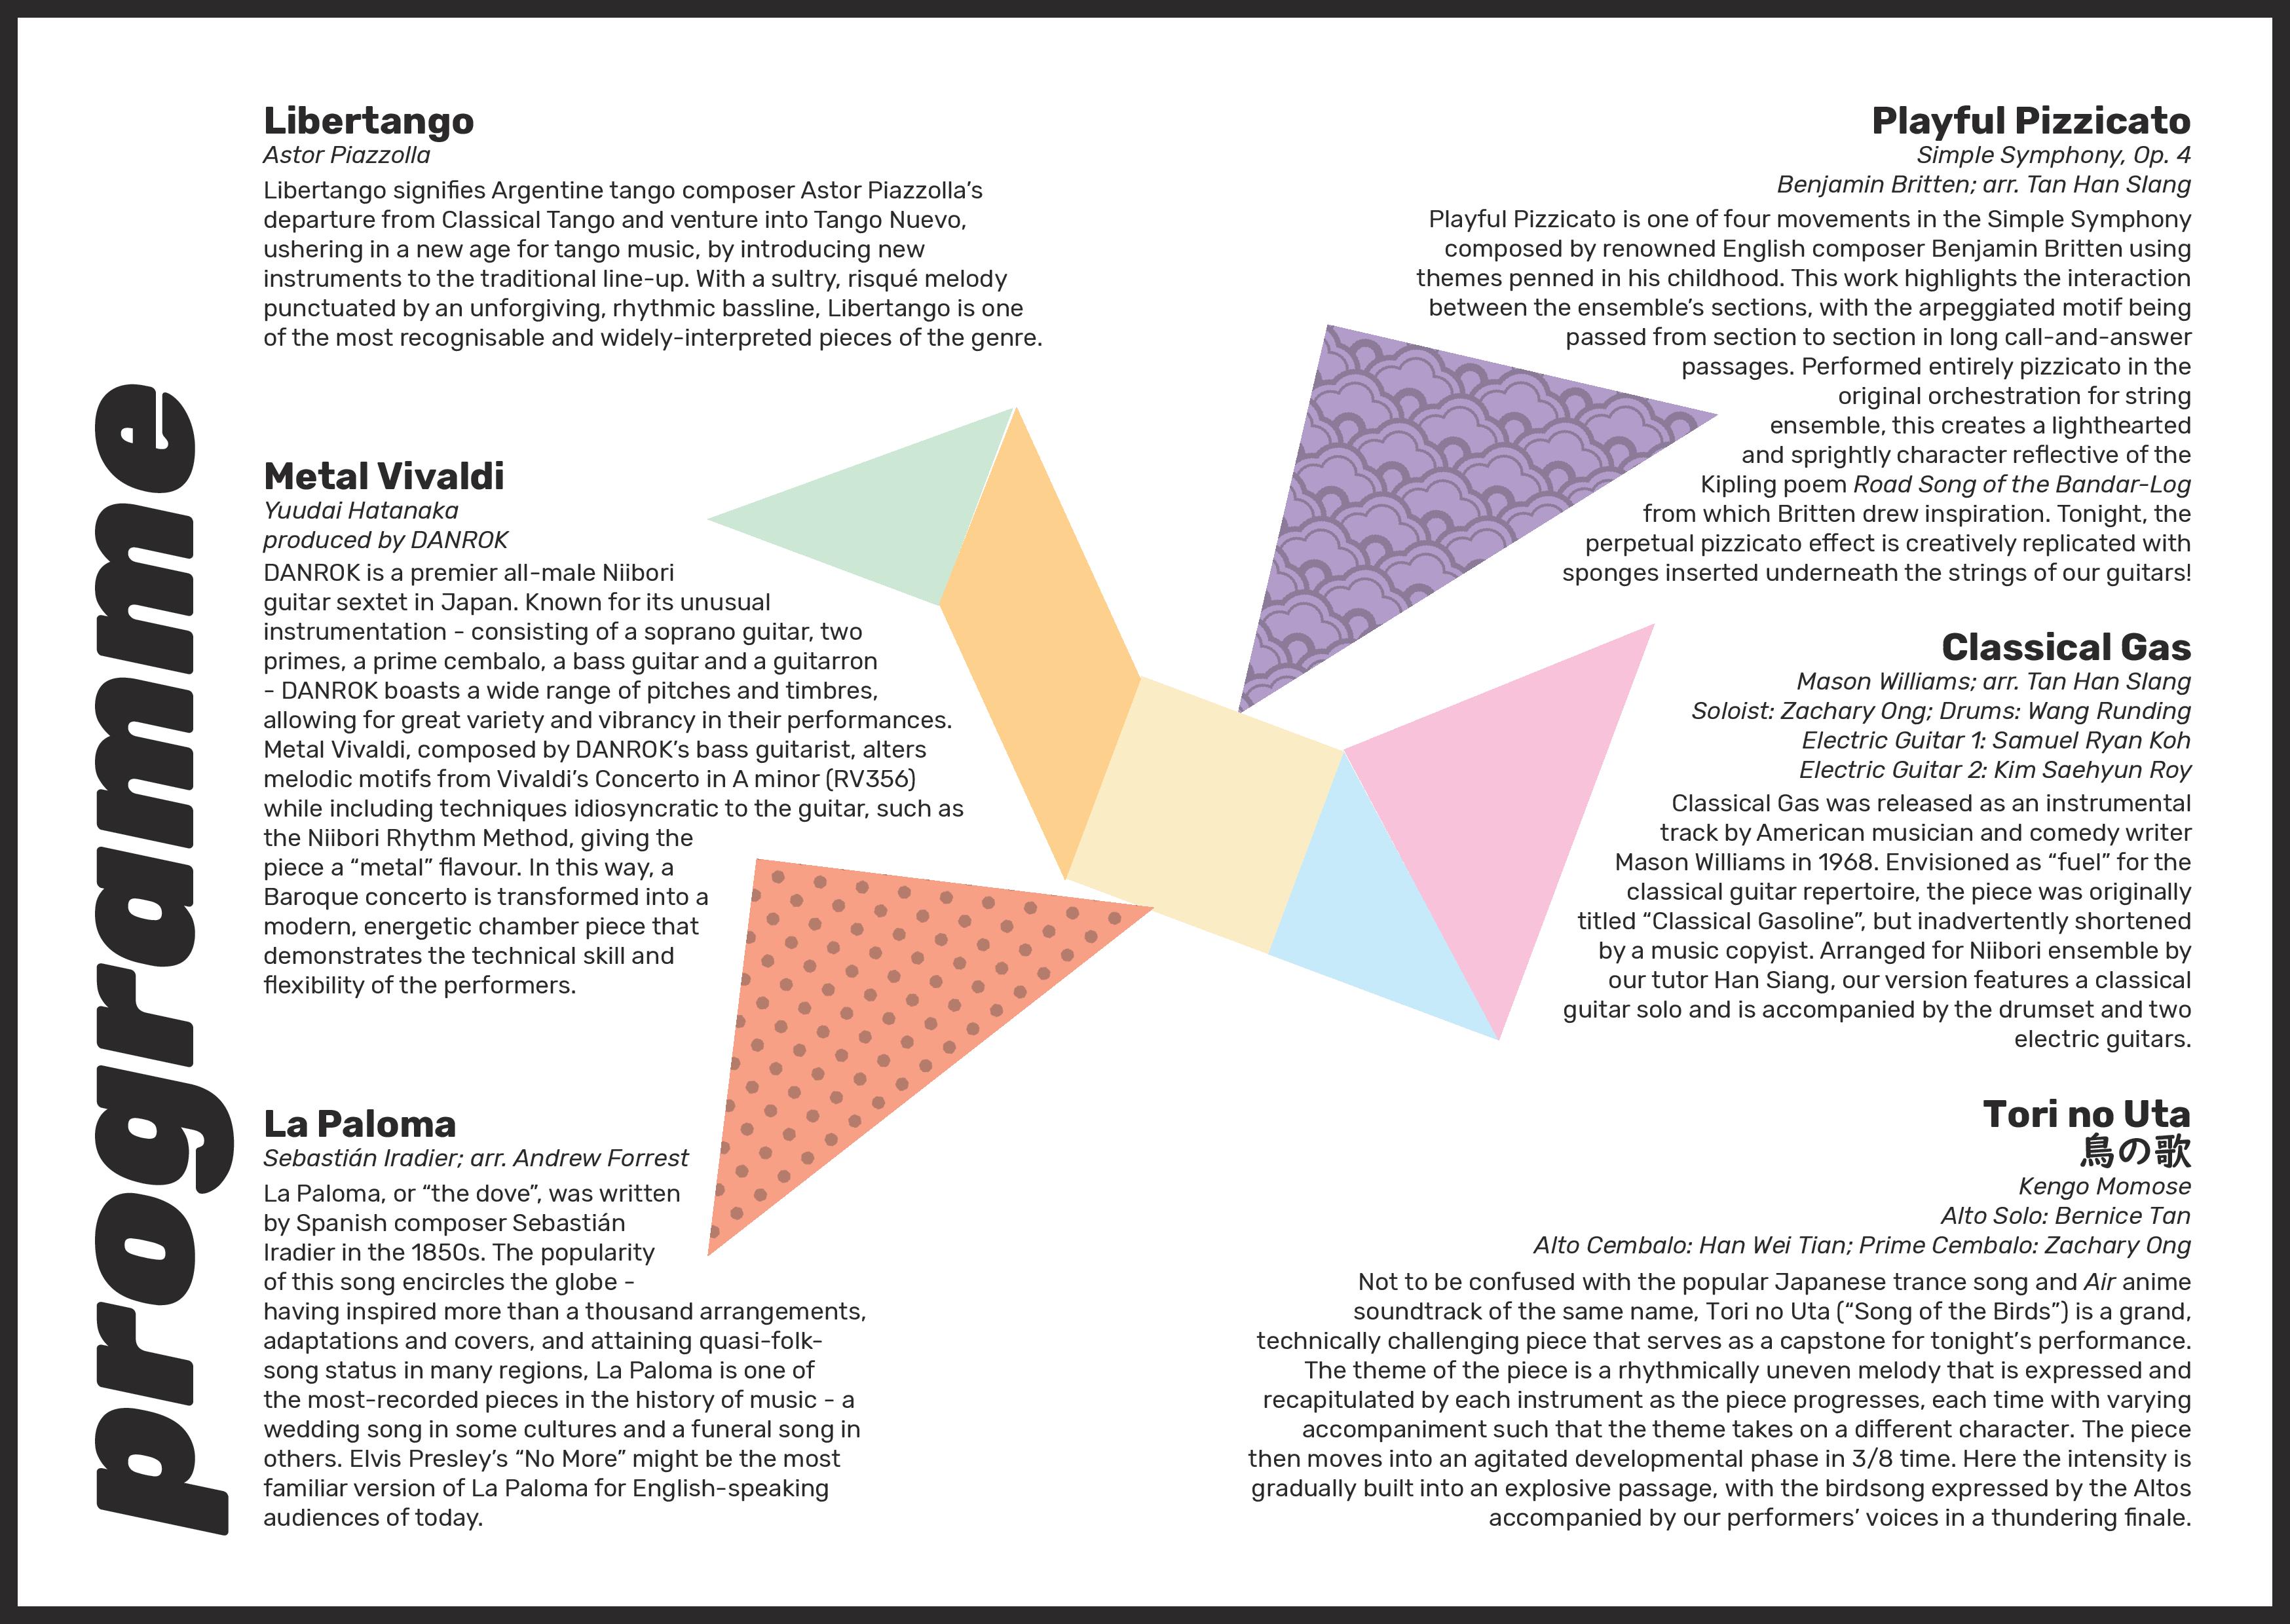 programme
Libertango
Astor Piazzolla
Libertango signifies Argentine tango composer Astor Piazzolla’s
departure from Classical Tango and venture into Tango Nuevo,
ushering in a new age for tango music, by introducing new
instruments to the traditional line-up. With a sultry, risqué melody
punctuated by an unforgiving, rhythmic bassline, Libertango is one
of the most recognisable and widely-interpreted pieces of the genre.
Metal Vivaldi
Yuudai Hatanaka
produced by DANROK
DANROK is a premier all-male Niibori
guitar sextet in Japan. Known for its unusual
instrumentation - consisting of a soprano guitar, two
primes, a prime cembalo, a bass guitar and a guitarron
- DANROK boasts a wide range of pitches and timbres,
allowing for great variety and vibrancy in their performances.
Metal Vivaldi, composed by DANROK’s bass guitarist, alters
melodic motifs from Vivaldi’s Concerto in A minor (RV356)
while including techniques idiosyncratic to the guitar, such as
the Niibori Rhythm Method, giving the
piece a “metal” flavour. In this way, a
Baroque concerto is transformed into a
modern, energetic chamber piece that
demonstrates the technical skill and
flexibility of the performers.
La Paloma
Sebastián Iradier; arr. Andrew Forrest
La Paloma, or “the dove”, was written
by Spanish composer Sebastián
Iradier in the 1850s. The popularity
of this song encircles the globe -
having inspired more than a thousand arrangements,
adaptations and covers, and attaining quasi-folk-
song status in many regions, La Paloma is one of
the most-recorded pieces in the history of music - a
wedding song in some cultures and a funeral song in
others. Elvis Presley’s “No More” might be the most
familiar version of La Paloma for English-speaking
audiences of today.
Playful Pizzicato
Simple Symphony, Op. 4
Benjamin Britten; arr. Tan Han SIang
Playful Pizzicato is one of four movements in the Simple Symphony
composed by renowned English composer Benjamin Britten using
themes penned in his childhood. This work highlights the interaction
between the ensemble’s sections, with the arpeggiated motif being
passed from section to section in long call-and-answer
passages. Performed entirely pizzicato in the
original orchestration for string
ensemble, this creates a lighthearted
and sprightly character reflective of the
Kipling poem Road Song of the Bandar-Log
from which Britten drew inspiration. Tonight, the
perpetual pizzicato effect is creatively replicated with
sponges inserted underneath the strings of our guitars!
Classical Gas
Mason Williams; arr. Tan Han SIang
Soloist: Zachary Ong; Drums: Wang Runding
Electric Guitar 1: Samuel Ryan Koh
Electric Guitar 2: Kim Saehyun Roy
Classical Gas was released as an instrumental
track by American musician and comedy writer
Mason Williams in 1968. Envisioned as “fuel” for the
classical guitar repertoire, the piece was originally
titled “Classical Gasoline”, but inadvertently shortened
by a music copyist. Arranged for Niibori ensemble by
our tutor Han Siang, our version features a classical
guitar solo and is accompanied by the drumset and two
electric guitars.
Tori no Uta
鳥の歌
Kengo Momose
Alto Solo: Bernice Tan
Alto Cembalo: Han Wei Tian; Prime Cembalo: Zachary Ong
Not to be confused with the popular Japanese trance song and Air anime
soundtrack of the same name, Tori no Uta (“Song of the Birds”) is a grand,
technically challenging piece that serves as a capstone for tonight’s performance.
The theme of the piece is a rhythmically uneven melody that is expressed and
recapitulated by each instrument as the piece progresses, each time with varying
accompaniment such that the theme takes on a different character. The piece
then moves into an agitated developmental phase in 3/8 time. Here the intensity is
gradually built into an explosive passage, with the birdsong expressed by the Altos
accompanied by our performers’ voices in a thundering finale.